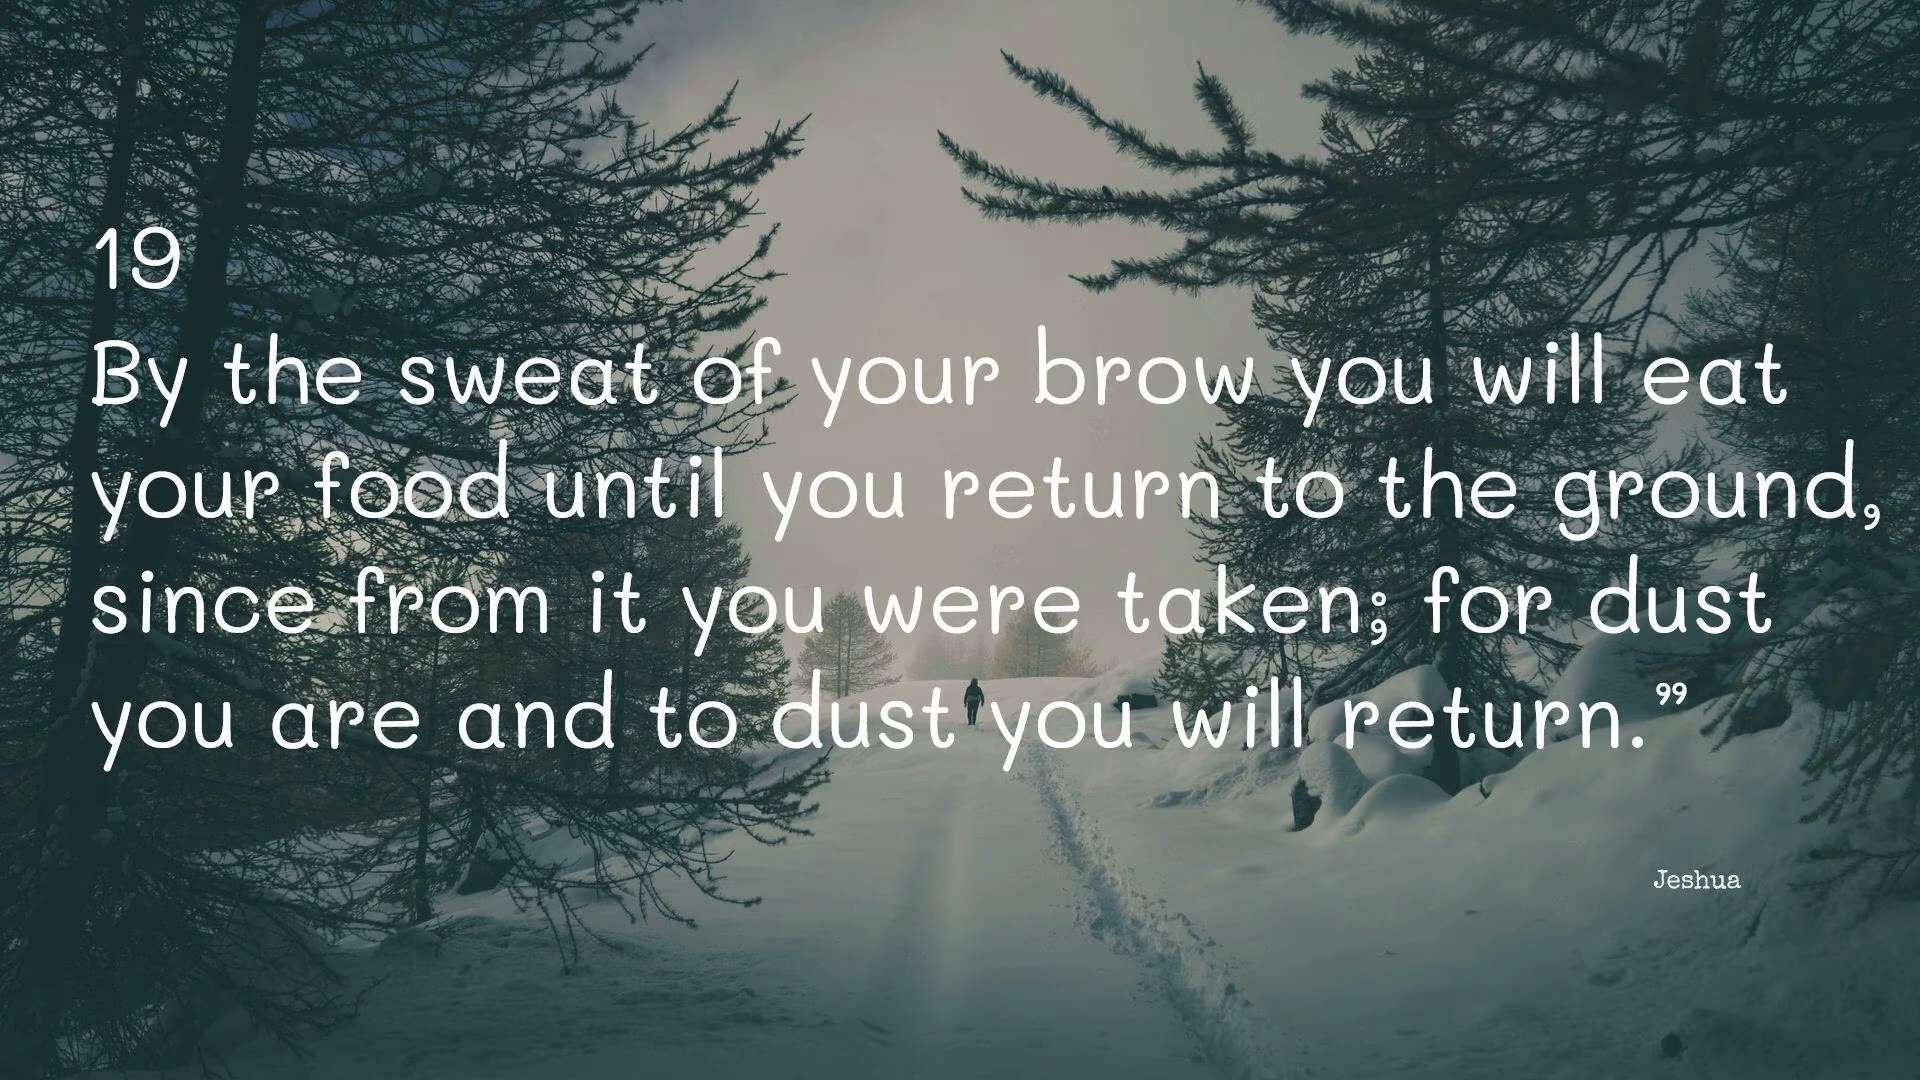 19
By the sweat of your brow you will eat
your food until you return to the ground,
since from it you were taken; for dust
you are and to dust you will return.”
Jeshua